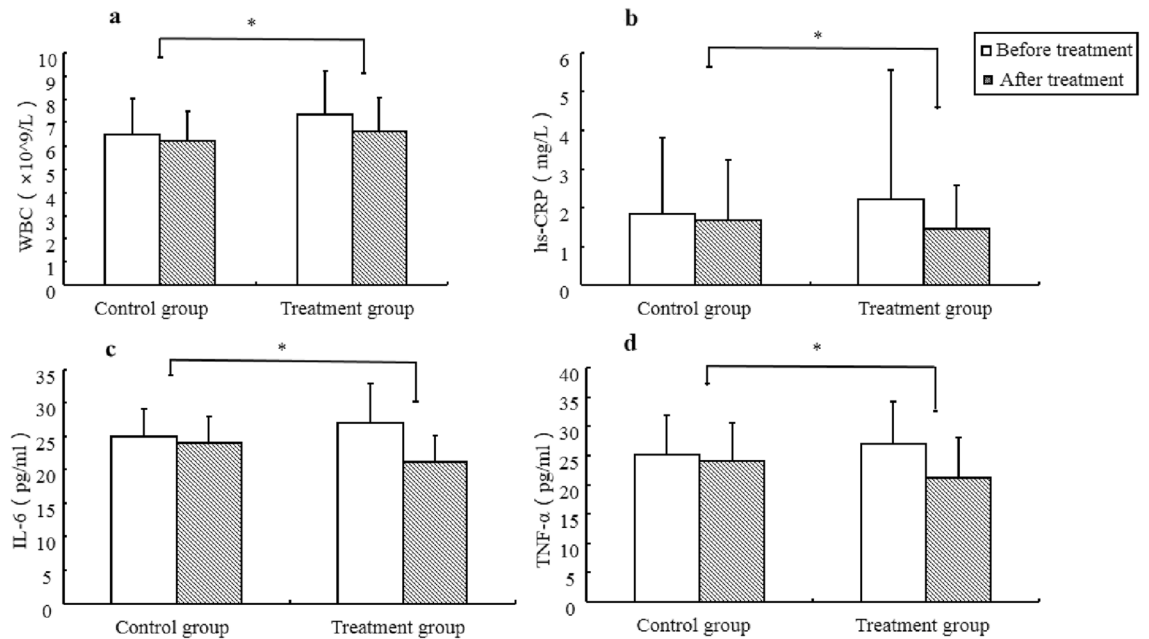 a
*
10
9
8
7
6
5
4
3
2
1
0
WBC ( ×10^9/L )
Control group
Treatment group
b
*
6
5
4
3
2
1
0
hs-CRP ( mg/L )
Control group
Treatment group
Before treatment
After treatment
c
*
35
30
25
20
15
10
5
0
IL-6 ( pg/ml )
Control group
Treatment group
d
*
40
35
30
25
20
15
10
5
0
TNF-α ( pg/ml )
Control group
Treatment group